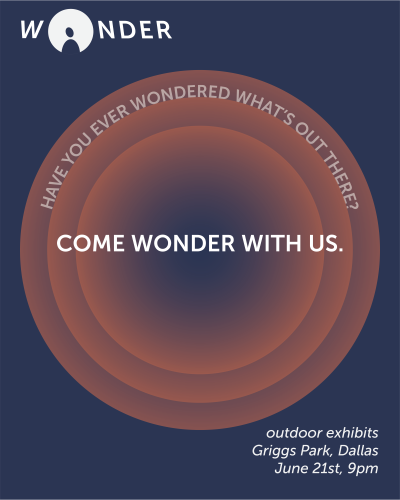 WONDER
HAVE YOU EVER WONDERED WHAT'S OUT THERE?
COME WONDER WITH US.
outdoor exhibits
Griggs Park, Dallas
June 21st, 9pm